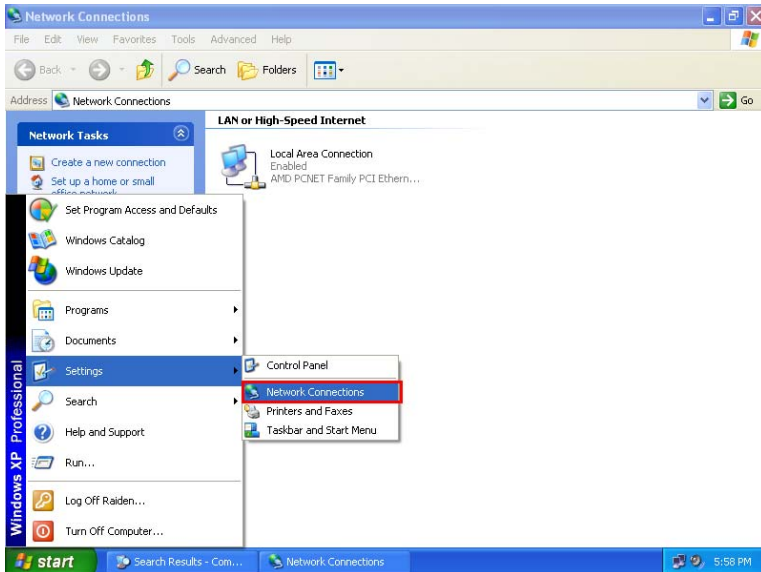 Network Connections
File Edit View Favorites Tools Advanced Help
Back Search Folders
Address Network Connections Go
LAN or High-Speed Internet
Network Tasks
Create a new connection
Set up a home or small
office network
Local Area Connection
Enabled
AMD PCNET Family PCI Ethern...
Set Program Access and Defaults
Windows Catalog
Windows Update
Programs
Documents
Settings
Search
Help and Support
Run...
Log Off Raiden...
Turn Off Computer...
Windows XP Professional
Control Panel
Network Connections
Printers and Faxes
Taskbar and Start Menu
start Search Results - Com... Network Connections 5:58 PM